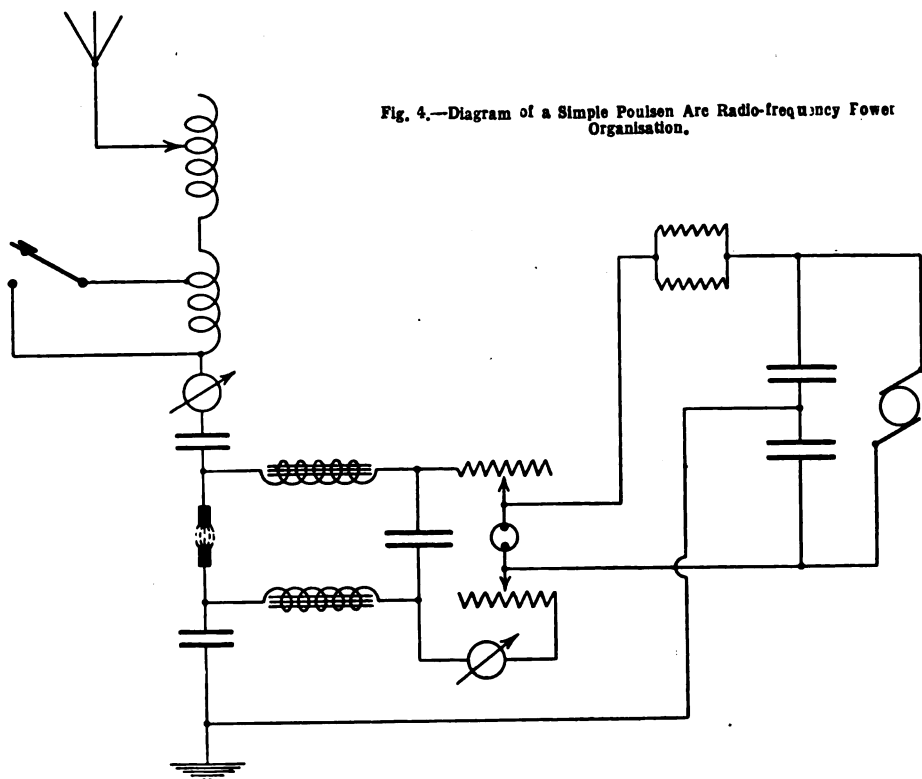 Fig. 4.—Diagram of a Simple Poulsen Arc Radio-frequency Power
Organisation.